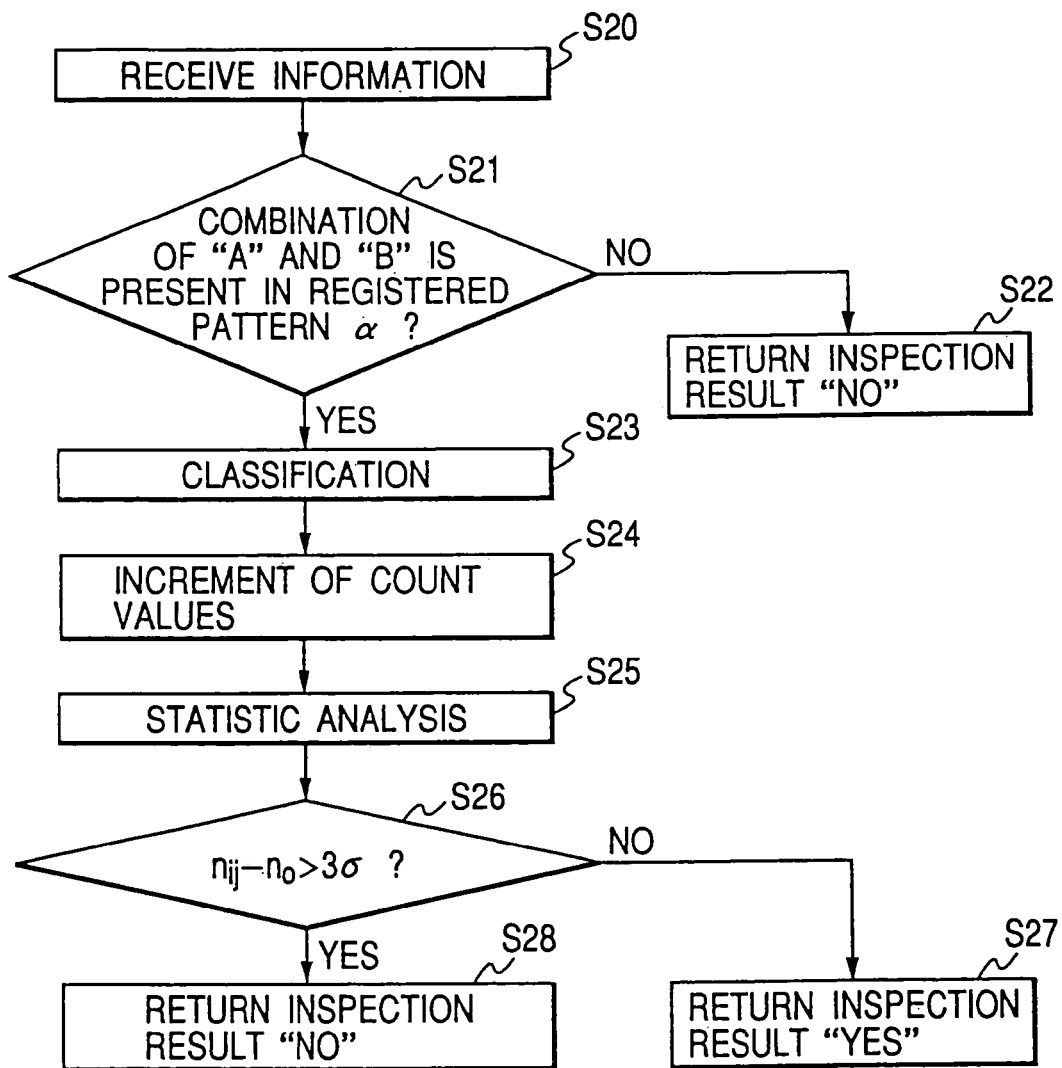 S20
RECEIVE INFORMATION
S21
COMBINATION
OF “A” AND “B” IS
PRESENT IN REGISTERED
PATTERN α ?
NO
S22
RETURN INSPECTION
RESULT “NO”
YES
S23
CLASSIFICATION
S24
INCREMENT OF COUNT
VALUES
S25
STATISTIC ANALYSIS
S26
nij−n0>3σ ?
NO
YES
S28
RETURN INSPECTION
RESULT “NO”
S27
RETURN INSPECTION
RESULT “YES”